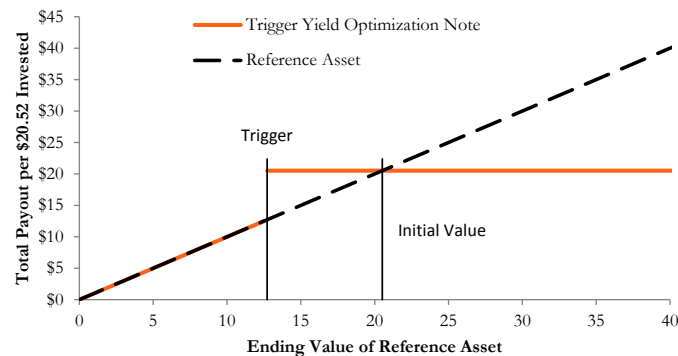 $45
$40
$35
$30
$25
$20
$15
$10
$5
$0
Total Payout per $20.52 Invested
Trigger Yield Optimization Note
Reference Asset
Trigger
Initial Value
0 5 10 15 20 25 30 35 40
Ending Value of Reference Asset